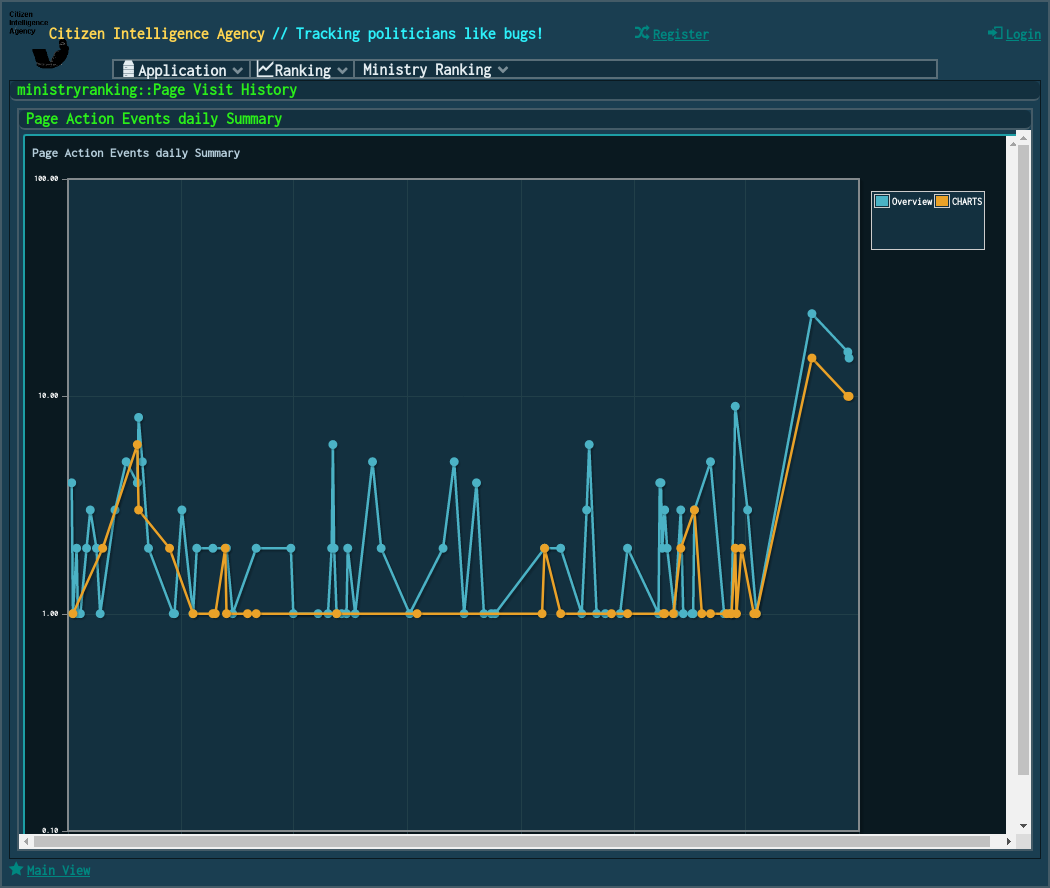 Citizen
Intelligence
Agency
Citizen Intelligence Agency // Tracking politicians like bugs!
Register
Login
Application
Ranking
Ministry Ranking
ministryranking::Page Visit History
Page Action Events daily Summary
Page Action Events daily Summary
100.00
Overview
CHARTS
10.00
1.00
0.10
Main View